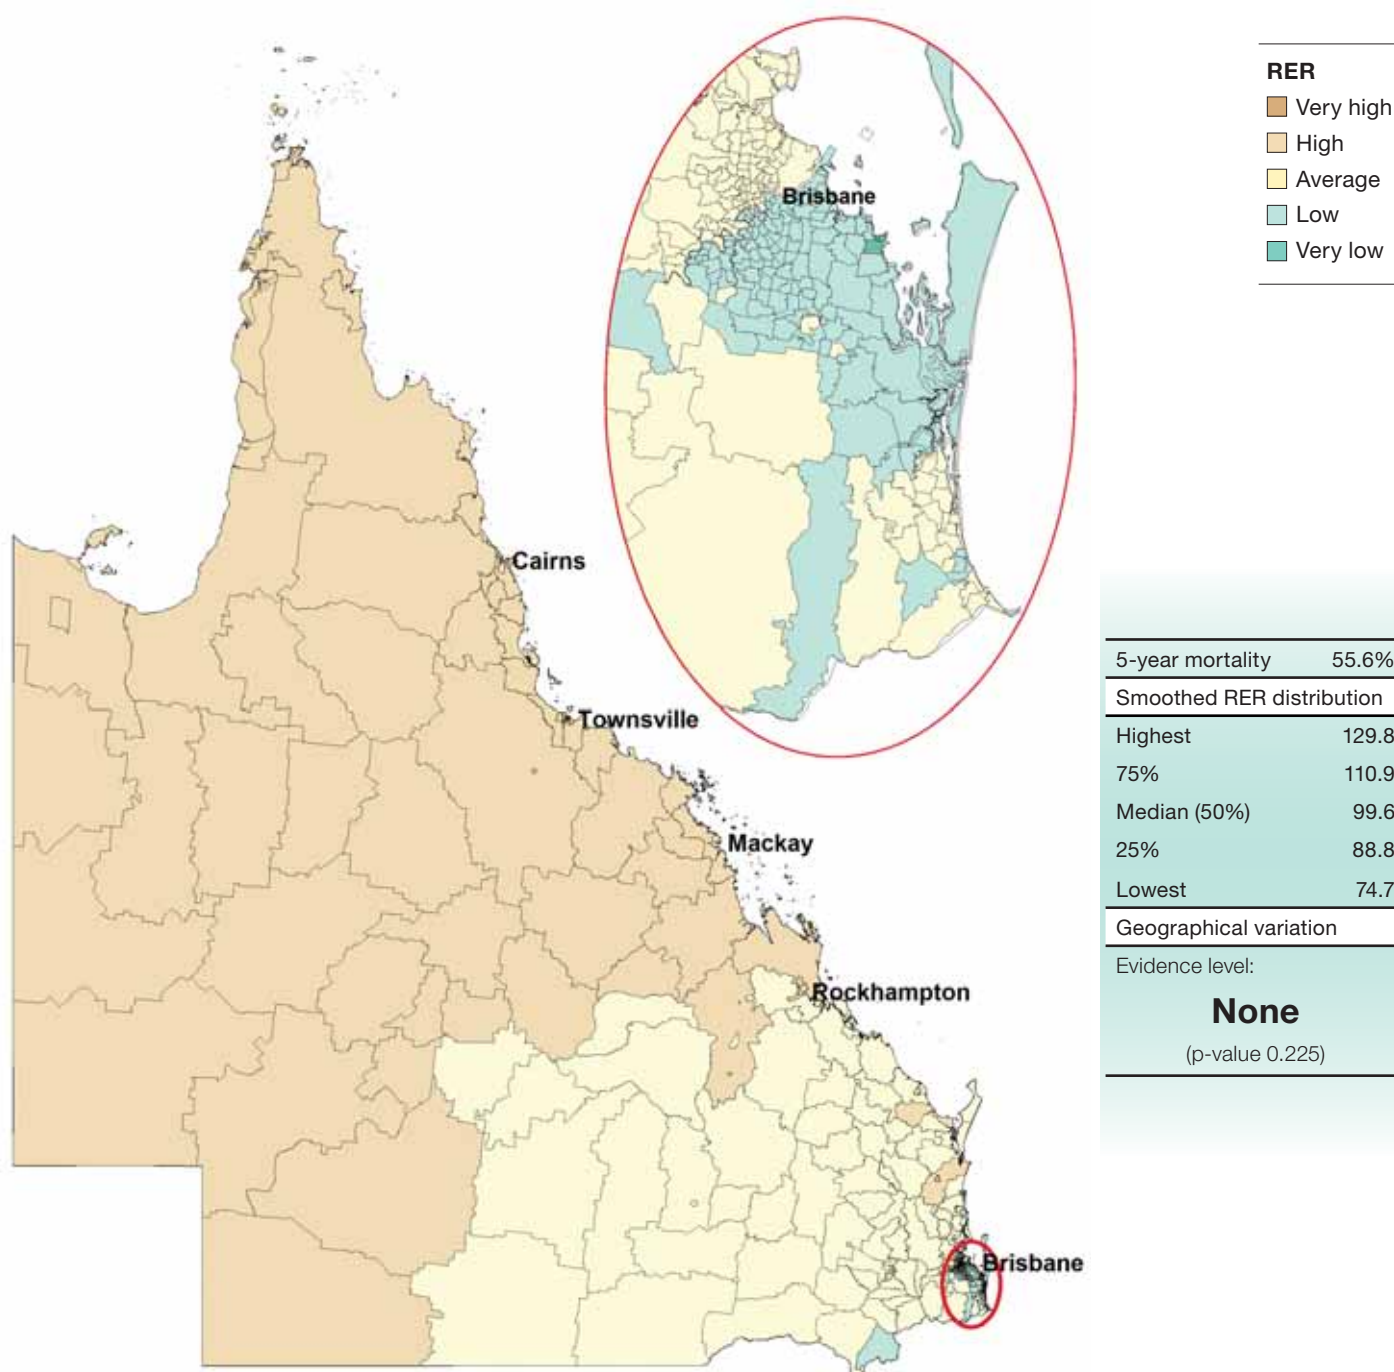 RER
Very high
High
Average
Low
Very low
Brisbane
Cairns
Townsville
Mackay
Rockhampton
Brisbane
5-year mortality 55.6%
Smoothed RER distribution
Highest 129.8
75% 110.9
Median (50%) 99.6
25% 88.8
Lowest 74.7
Geographical variation
Evidence level:
None
(p-value 0.225)